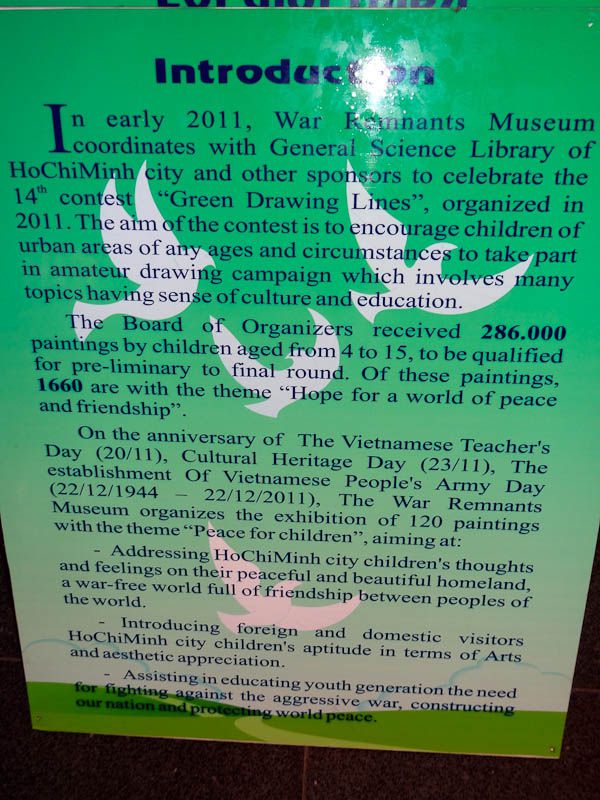 Introduction
In early 2011, War Remnants Museum
coordinates with General Science Library of
HoChiMinh city and other sponsors to celebrate the
14th contest "Green Drawing Lines", organized in
2011. The aim of the contest is to encourage children of
urban areas of any ages and circumstances to take part
in amateur drawing campaign which involves many
topics having sense of culture and education.
The Board of Organizers received 286.000
paintings by children aged from 4 to 15, to be qualified
for pre-liminary to final round. Of these paintings,
1660 are with the theme "Hope for a world of peace
and friendship".
On the anniversary of The Vietnamese Teacher's
Day (20/11), Cultural Heritage Day (23/11), The
establishment Of Vietnamese People's Army Day
(22/12/1944 – 22/12/2011), The War Remnants
Museum organizes the exhibition of 120 paintings
with the theme "Peace for children", aiming at:
- Addressing HoChiMinh city children's thoughts
and feelings on their peaceful and beautiful homeland,
a war-free world full of friendship between peoples of
the world.
- Introducing foreign and domestic visitors
HoChiMinh city children's aptitude in terms of Arts
and aesthetic appreciation.
- Assisting in educating youth generation the need
for fighting against the aggressive war, constructing
our nation and protecting world peace.